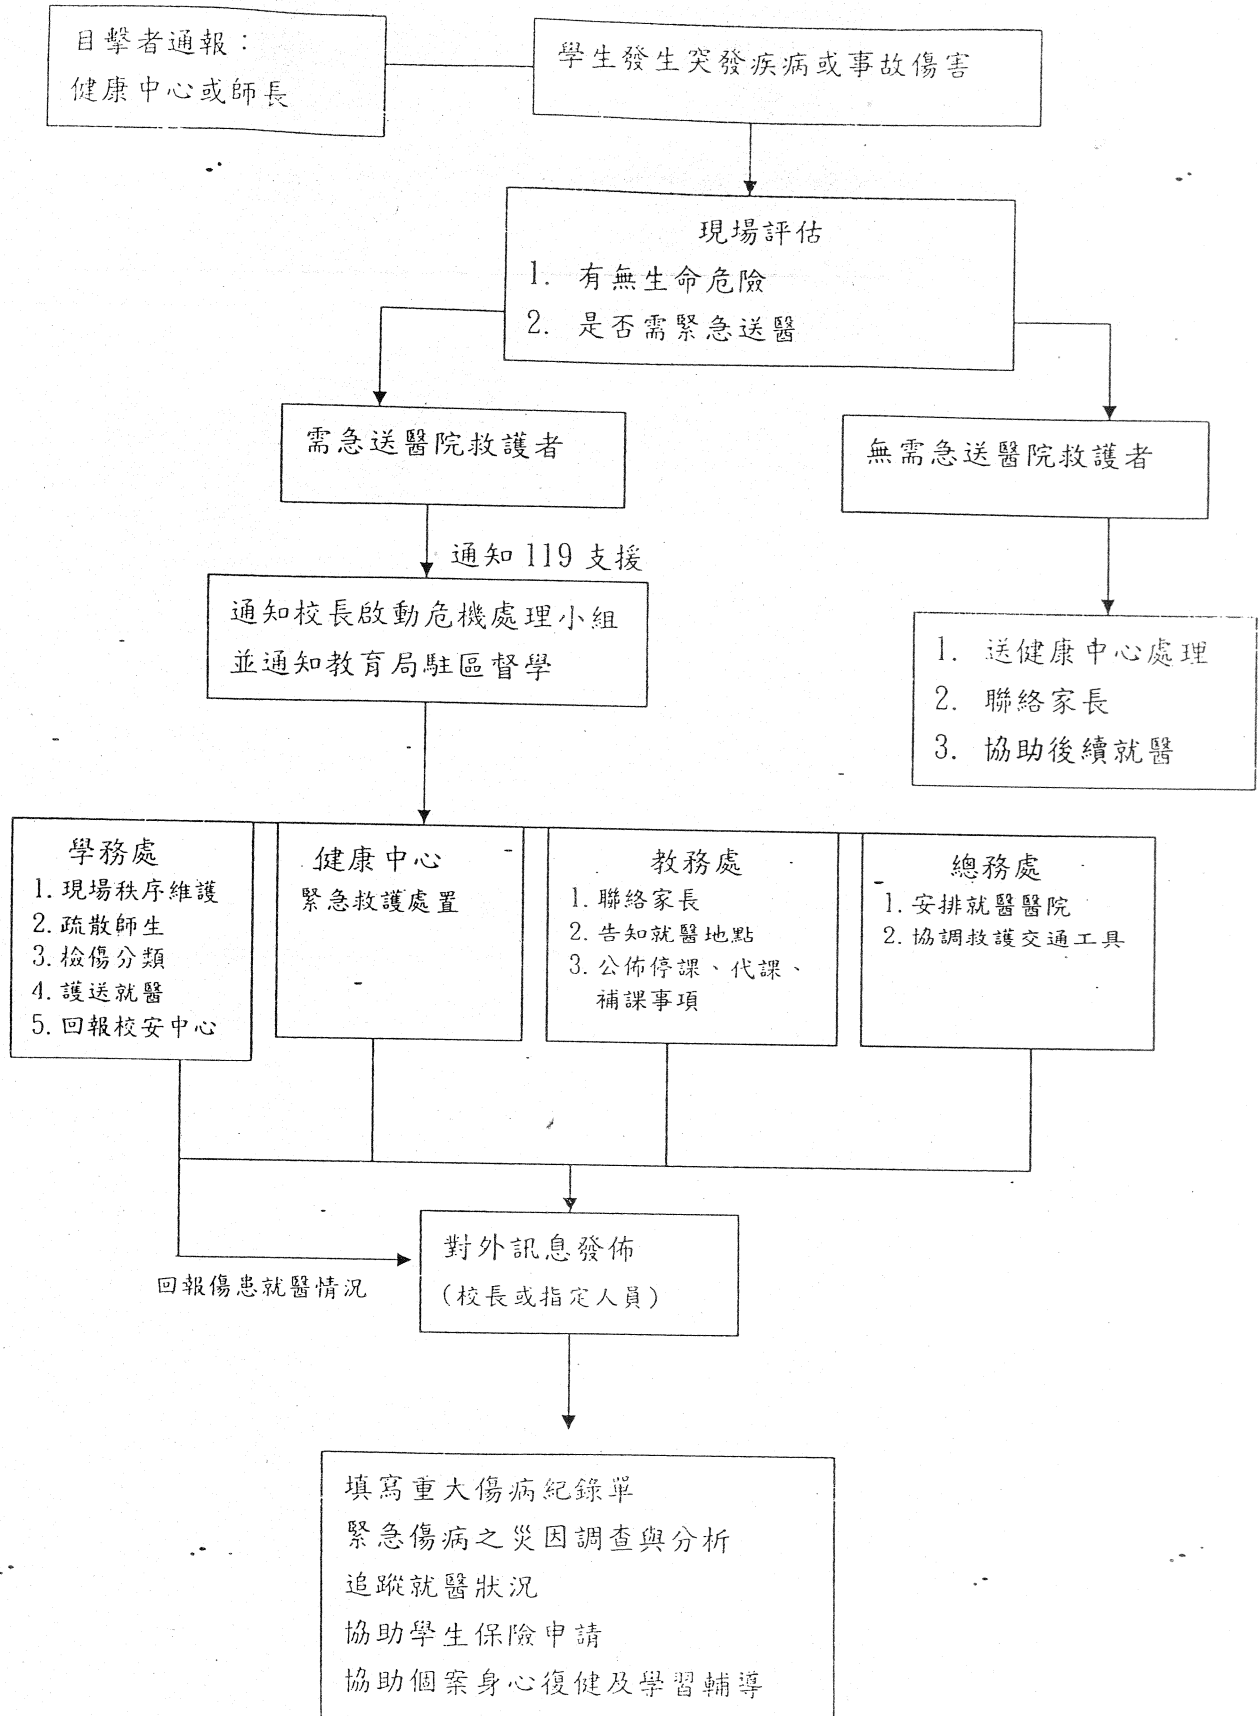 目擊者通報：
健康中心或師長
學生發生突發疾病或事故傷害
現場評估
1. 有無生命危險
2. 是否需緊急送醫
需急送醫院救護者
無需急送醫院救護者
通知 119 支援
通知校長啟動危機處理小組
並通知教育局駐區督學
1. 送健康中心處理
2. 聯絡家長
3. 協助後續就醫
學務處
1. 現場秩序維護
2. 疏散師生
3. 檢傷分類
4. 護送就醫
5. 回報校安中心
健康中心
緊急救護處置
教務處
1. 聯絡家長
2. 告知就醫地點
3. 公佈停課、代課、
補課事項
總務處
1. 安排就醫醫院
2. 協調救護交通工具
對外訊息發佈
(校長或指定人員)
回報傷患就醫情況
填寫重大傷病紀錄單
緊急傷病之災因調查與分析
追蹤就醫狀況
協助學生保險申請
協助個案身心復健及學習輔導